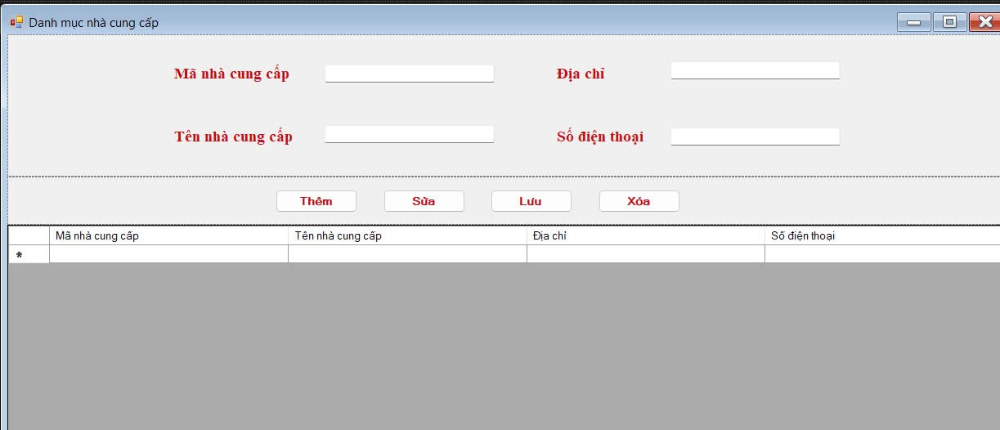 Danh mục nhà cung cấp
Mã nhà cung cấp
Địa chỉ
Tên nhà cung cấp
Số điện thoại
Thêm Sửa Lưu Xóa
Mã nhà cung cấp Tên nhà cung cấp Địa chỉ Số điện thoại
*